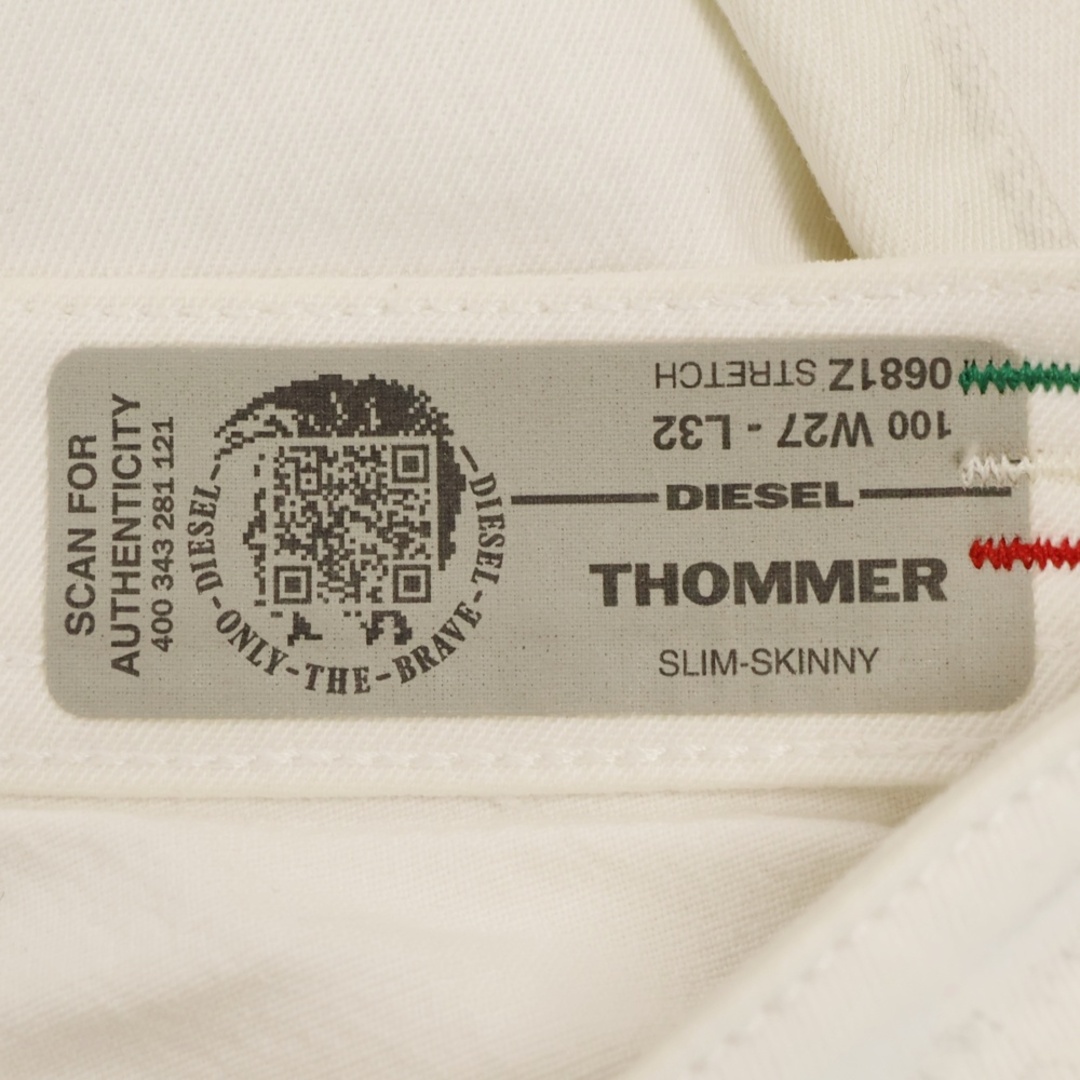 SCAN FOR
AUTHENTICITY
400 343 281 121
DIESEL-ONLY-THE-BRAVE-DIESEL
0681Z STRETCH
100 W27 - L32
DIESEL
THOMMER
SLIM-SKINNY